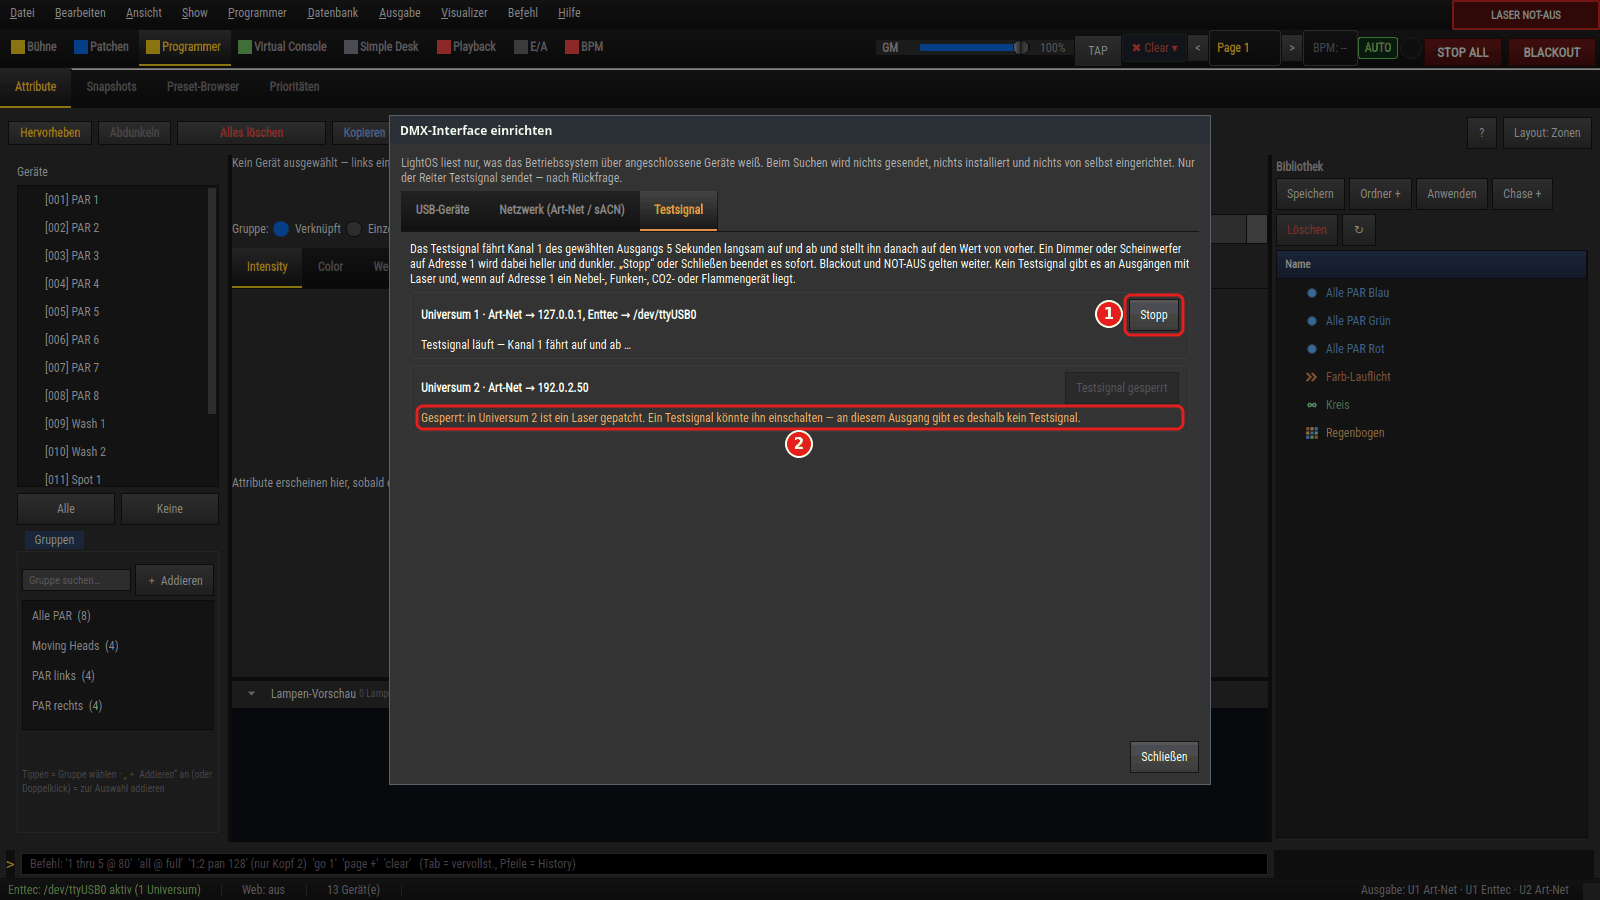 Datei Bearbeiten Ansicht Show Programmer Datenbank Ausgabe Visualizer Befehl Hilfe
LASER NOT-AUS
Bühne Patchen Programmer Virtual Console Simple Desk Playback E/A BPM
GM 100% TAP ✖ Clear ▾ < Page 1 > BPM: -- AUTO STOP ALL BLACKOUT
Attribute Snapshots Preset-Browser Prioritäten
Hervorheben Abdunkeln Alles löschen Kopieren
? Layout: Zonen
DMX-Interface einrichten
LightOS liest nur, was das Betriebssystem über angeschlossene Geräte weiß. Beim Suchen wird nichts gesendet, nichts installiert und nichts von selbst eingerichtet. Nur
der Reiter Testsignal sendet — nach Rückfrage.
USB-Geräte Netzwerk (Art-Net / sACN) Testsignal
Das Testsignal fährt Kanal 1 des gewählten Ausgangs 5 Sekunden langsam auf und ab und stellt ihn danach auf den Wert von vorher. Ein Dimmer oder Scheinwerfer
auf Adresse 1 wird dabei heller und dunkler. „Stopp“ oder Schließen beendet es sofort. Blackout und NOT-AUS gelten weiter. Kein Testsignal gibt es an Ausgängen mit
Laser und, wenn auf Adresse 1 ein Nebel-, Funken-, CO2- oder Flammengerät liegt.
Universum 1 · Art-Net → 127.0.0.1, Enttec → /dev/ttyUSB0
1
Stopp
Testsignal läuft — Kanal 1 fährt auf und ab …
Universum 2 · Art-Net → 192.0.2.50
Testsignal gesperrt
Gesperrt: in Universum 2 ist ein Laser gepatcht. Ein Testsignal könnte ihn einschalten — an diesem Ausgang gibt es deshalb kein Testsignal.
2
Schließen
Geräte
[001] PAR 1
[002] PAR 2
[003] PAR 3
[004] PAR 4
[005] PAR 5
[006] PAR 6
[007] PAR 7
[008] PAR 8
[009] Wash 1
[010] Wash 2
[011] Spot 1
Alle Keine
Gruppen
Gruppe suchen...
+ Addieren
Alle PAR (8)
Moving Heads (4)
PAR links (4)
PAR rechts (4)
Tippen = Gruppe wählen · „ + Addieren“ an (oder
Doppelklick) = zur Auswahl addieren
Kein Gerät ausgewählt — links ein
Gruppe: Verknüpft Einze
Intensity Color We
Attribute erscheinen hier, sobald
Lampen-Vorschau 0 Lamp
Bibliothek
Speichern Ordner + Anwenden Chase +
Löschen ↻
Name
Alle PAR Blau
Alle PAR Grün
Alle PAR Rot
Farb-Lauflicht
Kreis
Regenbogen
> Befehl: '1 thru 5 @ 80' 'all @ full' '1:2 pan 128' (nur Kopf 2) 'go 1' 'page +' 'clear' (Tab = vervollst., Pfeile = History)
Enttec: /dev/ttyUSB0 aktiv (1 Universum) Web: aus 13 Gerät(e)
Ausgabe: U1 Art-Net · U1 Enttec · U2 Art-Net